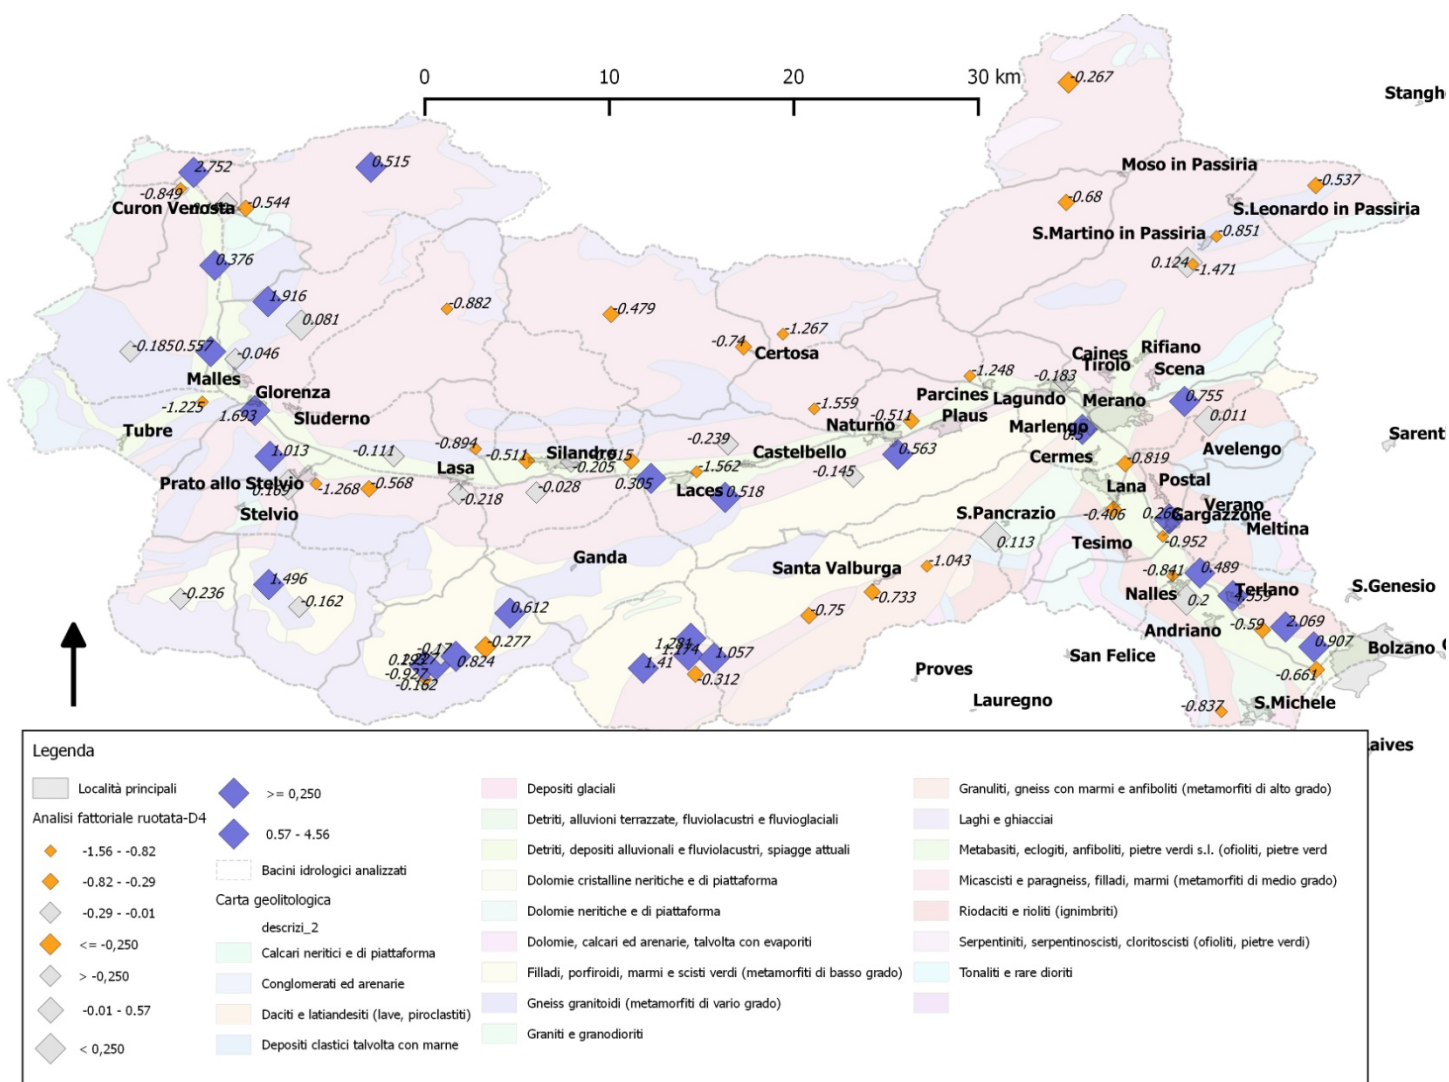 0 10 20 30 km
-0.267
Stangh
2.752
0.515
Moso in Passiria
-0.849
-0.537
Curon Venosta
-0.544
-0.68
S.Leonardo in Passiria
S.Martino in Passiria
-0.851
0.124
-1.471
0.376
1.916
-0.882
-0.479
0.081
-1.267
-0.74
Certosa
-0.185
0.557
-0.046
Rifiano
Caines
Tirolo
Scena
Malles
-1.248
-0.183
Glorenza
Parcines
Lagundo
Merano
0.755
-1.225
1.693
Sluderno
-1.559
-0.511
Plaus
0.011
Tubre
Naturno
Marlengo
Avelengo
Sarenti
-0.239
0.563
Cermes
1.013
-0.111
-0.894
-0.511
Silandro
-0.205
Castelbello
-0.819
Lasa
-1.562
-0.145
Prato allo Stelvio
-1.268
-0.568
0.305
Laces
0.518
Lana
Postal
-0.218
-0.028
Verano
Stelvio
-0.406
Gargazzone
Meltina
S.Pancrazio
0.113
Tesimo
-0.952
Ganda
Santa Valburga
-1.043
-0.841
0.489
-0.236
1.496
-0.162
-0.733
Terlano
S.Genesio
Nalles
0.2
0.612
-0.75
Andriano
-0.59
2.069
-0.17
-0.277
0.824
1.281
1.057
0.907
Bolzano
San Felice
-0.927
-0.162
1.41
-0.312
Proves
-0.661
Lauregno
-0.837
S.Michele
Laives
Legenda
Località principali
Analisi fattoriale ruotata-D4
-1.56 - -0.82
-0.82 - -0.29
-0.29 - -0.01
<= -0,250
> -0,250
-0.01 - 0.57
< 0,250
>= 0,250
0.57 - 4.56
Bacini idrologici analizzati
Carta geolitologica
descrizi_2
Calcari neritici e di piattaforma
Conglomerati ed arenarie
Daciti e latiandesiti (lave, piroclastiti)
Depositi clastici talvolta con marne
Depositi glaciali
Detriti, alluvioni terrazzate, fluviolacustri e fluvioglaciali
Detriti, depositi alluvionali e fluviolacustri, spiagge attuali
Dolomie cristalline neritiche e di piattaforma
Dolomie neritiche e di piattaforma
Dolomie, calcari ed arenarie, talvolta con evaporiti
Filladi, porfiroidi, marmi e scisti verdi (metamorfiti di basso grado)
Gneiss granitoidi (metamorfiti di vario grado)
Graniti e granodioriti
Granuliti, gneiss con marmi e anfiboliti (metamorfiti di alto grado)
Laghi e ghiacciai
Metabasiti, eclogiti, anfiboliti, pietre verdi s.l. (ofioliti, pietre verd
Micascisti e paragneiss, filladi, marmi (metamorfiti di medio grado)
Riodaciti e rioliti (ignimbriti)
Serpentiniti, serpentinoscisti, cloritoscisti (ofioliti, pietre verdi)
Tonaliti e rare dioriti